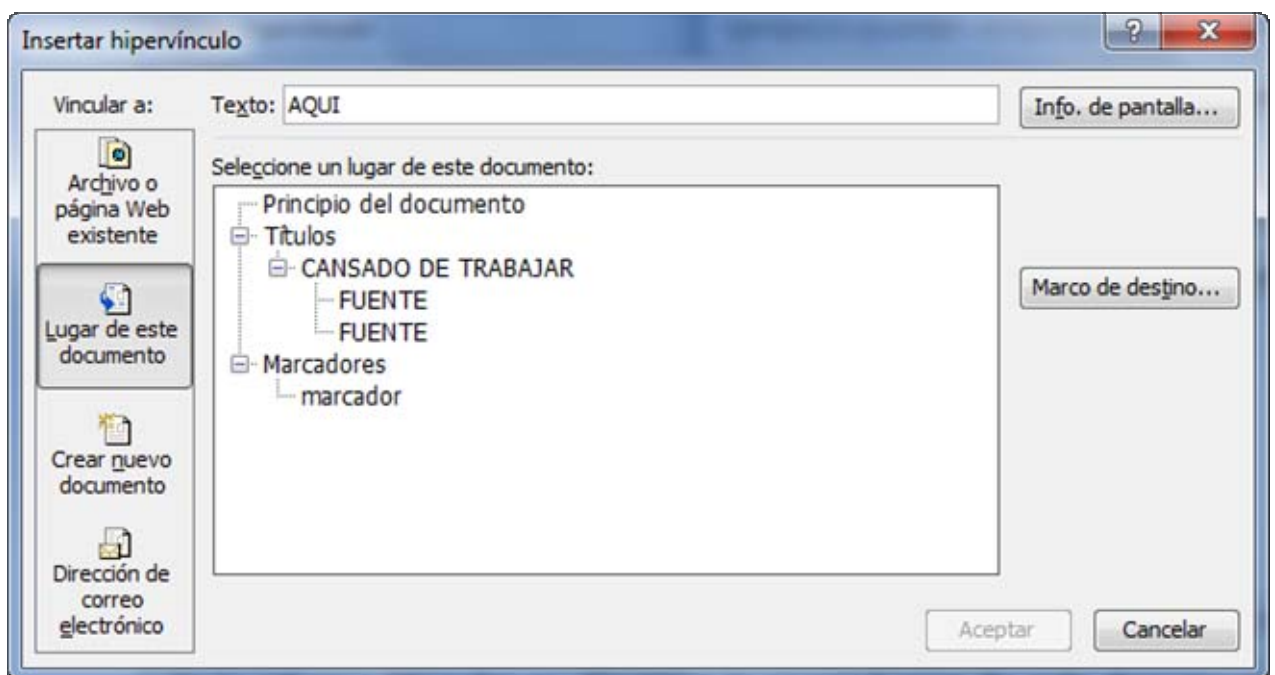 Insertar hipervínculo
Vincular a:
Texto: AQUI
Info. de pantalla...
Archivo o
página Web
existente
Lugar de este
documento
Crear nuevo
documento
Dirección de
correo
electrónico
Seleccione un lugar de este documento:
Principio del documento
Títulos
CANSADO DE TRABAJAR
FUENTE
FUENTE
Marcadores
marcador
Marco de destino...
Aceptar
Cancelar